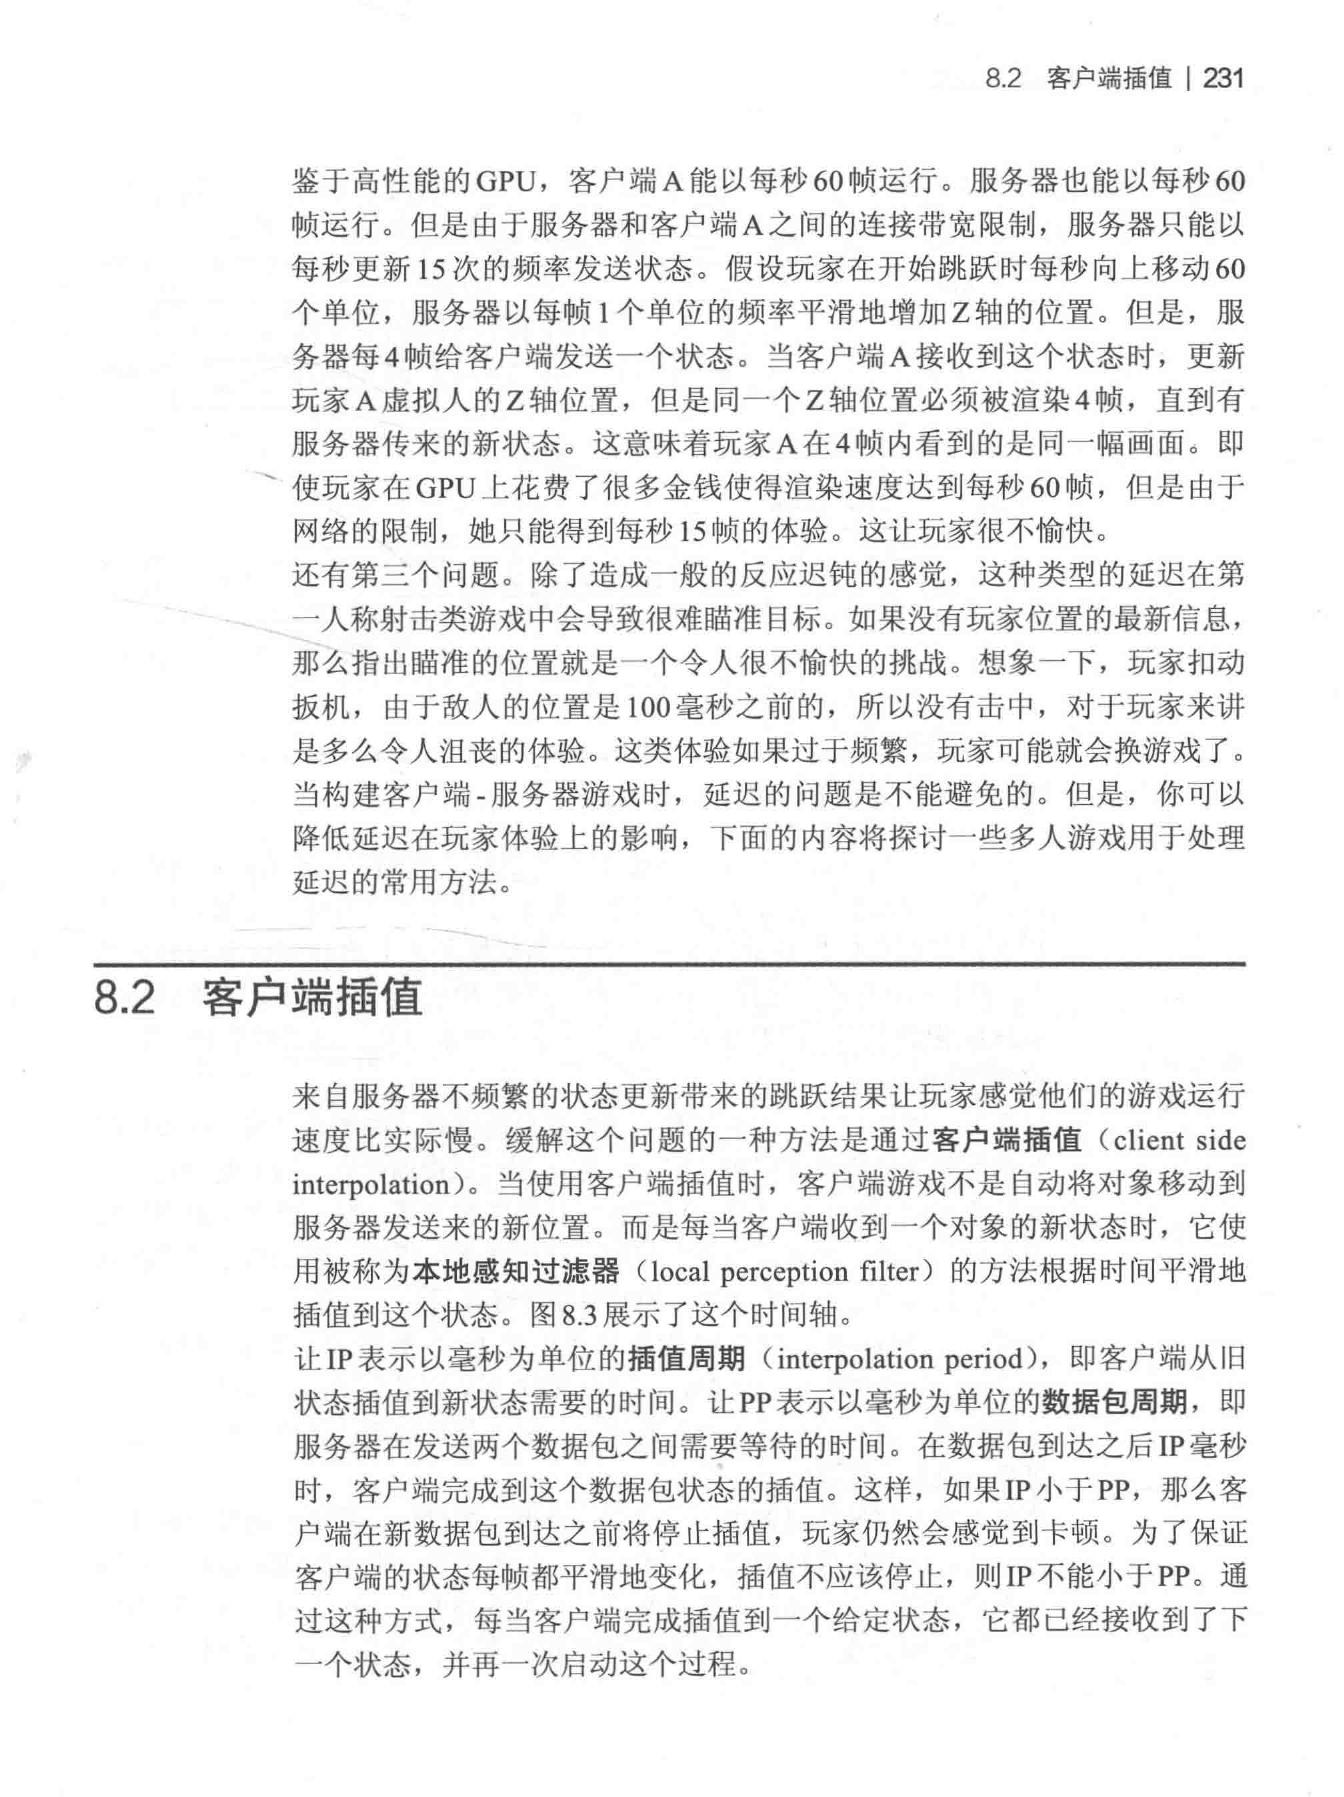 8.2 客户端插值 | 231
鉴于高性能的GPU，客户端A能以每秒60帧运行。服务器也能以每秒60
帧运行。但是由于服务器和客户端A之间的连接带宽限制，服务器只能以
每秒更新15次的频率发送状态。假设玩家在开始跳跃时每秒向上移动60
个单位，服务器以每帧1个单位的频率平滑地增加Z轴的位置。但是，服
务器每4帧给客户端发送一个状态。当客户端A接收到这个状态时，更新
玩家A虚拟人的Z轴位置，但是同一个Z轴位置必须被渲染4帧，直到有
服务器传来的新状态。这意味着玩家A在4帧内看到的是同一幅画面。即
使玩家在GPU上花费了很多金钱使得渲染速度达到每秒60帧，但是由于
网络的限制，她只能得到每秒15帧的体验。这让玩家很不愉快。
还有第三个问题。除了造成一般的反应迟钝的感觉，这种类型的延迟在第
一人称射击类游戏中会导致很难瞄准目标。如果没有玩家位置的最新信息，
那么指出瞄准的位置就是一个令人很不愉快的挑战。想象一下，玩家扣动
扳机，由于敌人的位置是100毫秒之前的，所以没有击中，对于玩家来讲
是多么令人沮丧的体验。这类体验如果过于频繁，玩家可能就会换游戏了。
当构建客户端-服务器游戏时，延迟的问题是不能避免的。但是，你可以
降低延迟在玩家体验上的影响，下面的内容将探讨一些多人游戏用于处理
延迟的常用方法。
8.2 客户端插值
来自服务器不频繁的状态更新带来的跳跃结果让玩家感觉他们的游戏运行
速度比实际慢。缓解这个问题的一种方法是通过客户端插值（client side
interpolation）。当使用客户端插值时，客户端游戏不是自动将对象移动到
服务器发送来的新位置。而是每当客户端收到一个对象的新状态时，它使
用被称为本地感知过滤器（local perception filter）的方法根据时间平滑地
插值到这个状态。图8.3展示了这个时间轴。
让IP表示以毫秒为单位的插值周期（interpolation period），即客户端从旧
状态插值到新状态需要的时间。让PP表示以毫秒为单位的数据包周期，即
服务器在发送两个数据包之间需要等待的时间。在数据包到达之后IP毫秒
时，客户端完成到这个数据包状态的插值。这样，如果IP小于PP，那么客
户端在新数据包到达之前将停止插值，玩家仍然会感觉到卡顿。为了保证
客户端的状态每帧都平滑地变化，插值不应该停止，则IP不能小于PP。通
过这种方式，每当客户端完成插值到一个给定状态，它都已经接收到了下
一个状态，并再一次启动这个过程。